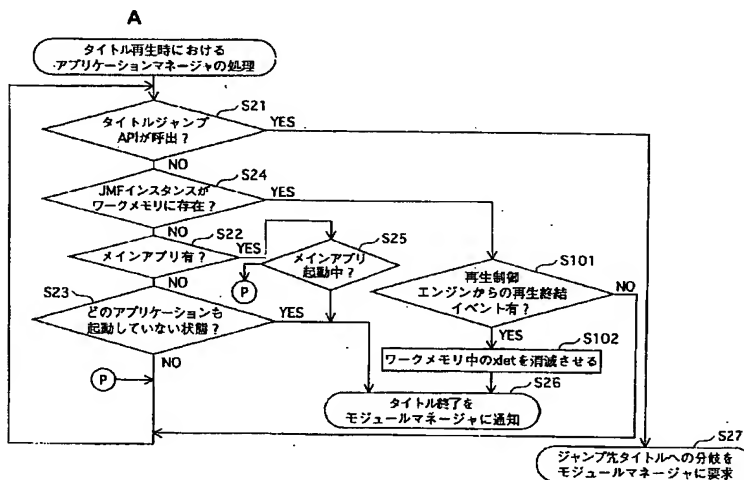 A
タイトル再生時における
アプリケーションマネージャの処理
S21
タイトルジャンプ
APIが呼出？
YES
NO
S24
JMFインスタンスが
ワークメモリに存在？
YES
NO
S22
メインアプリ有？
YES
NO
S25
メインアプリ
起動中？
P
S101
再生制御
エンジンからの再生終結
イベント有？
NO
YES
S23
どのアプリケーションも
起動していない状態？
YES
NO
P
S102
ワークメモリ中のxletを消滅させる
S26
タイトル終了を
モジュールマネージャに通知
S27
ジャンプ先タイトルへの分岐を
モジュールマネージャに要求